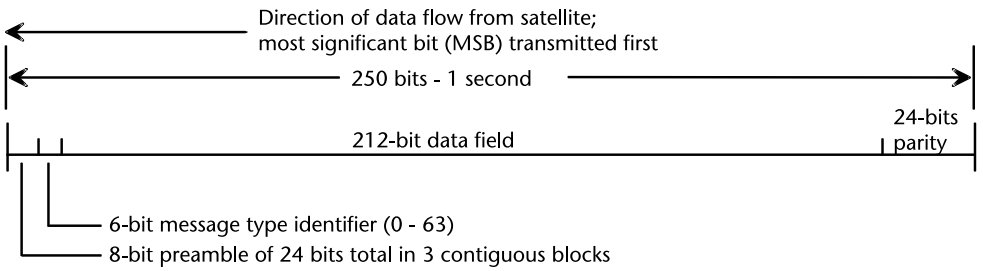 Direction of data flow from satellite;
most significant bit (MSB) transmitted first
250 bits - 1 second
24-bits
212-bit data field
parity
6-bit message type identifier (0 - 63)
8-bit preamble of 24 bits total in 3 contiguous blocks